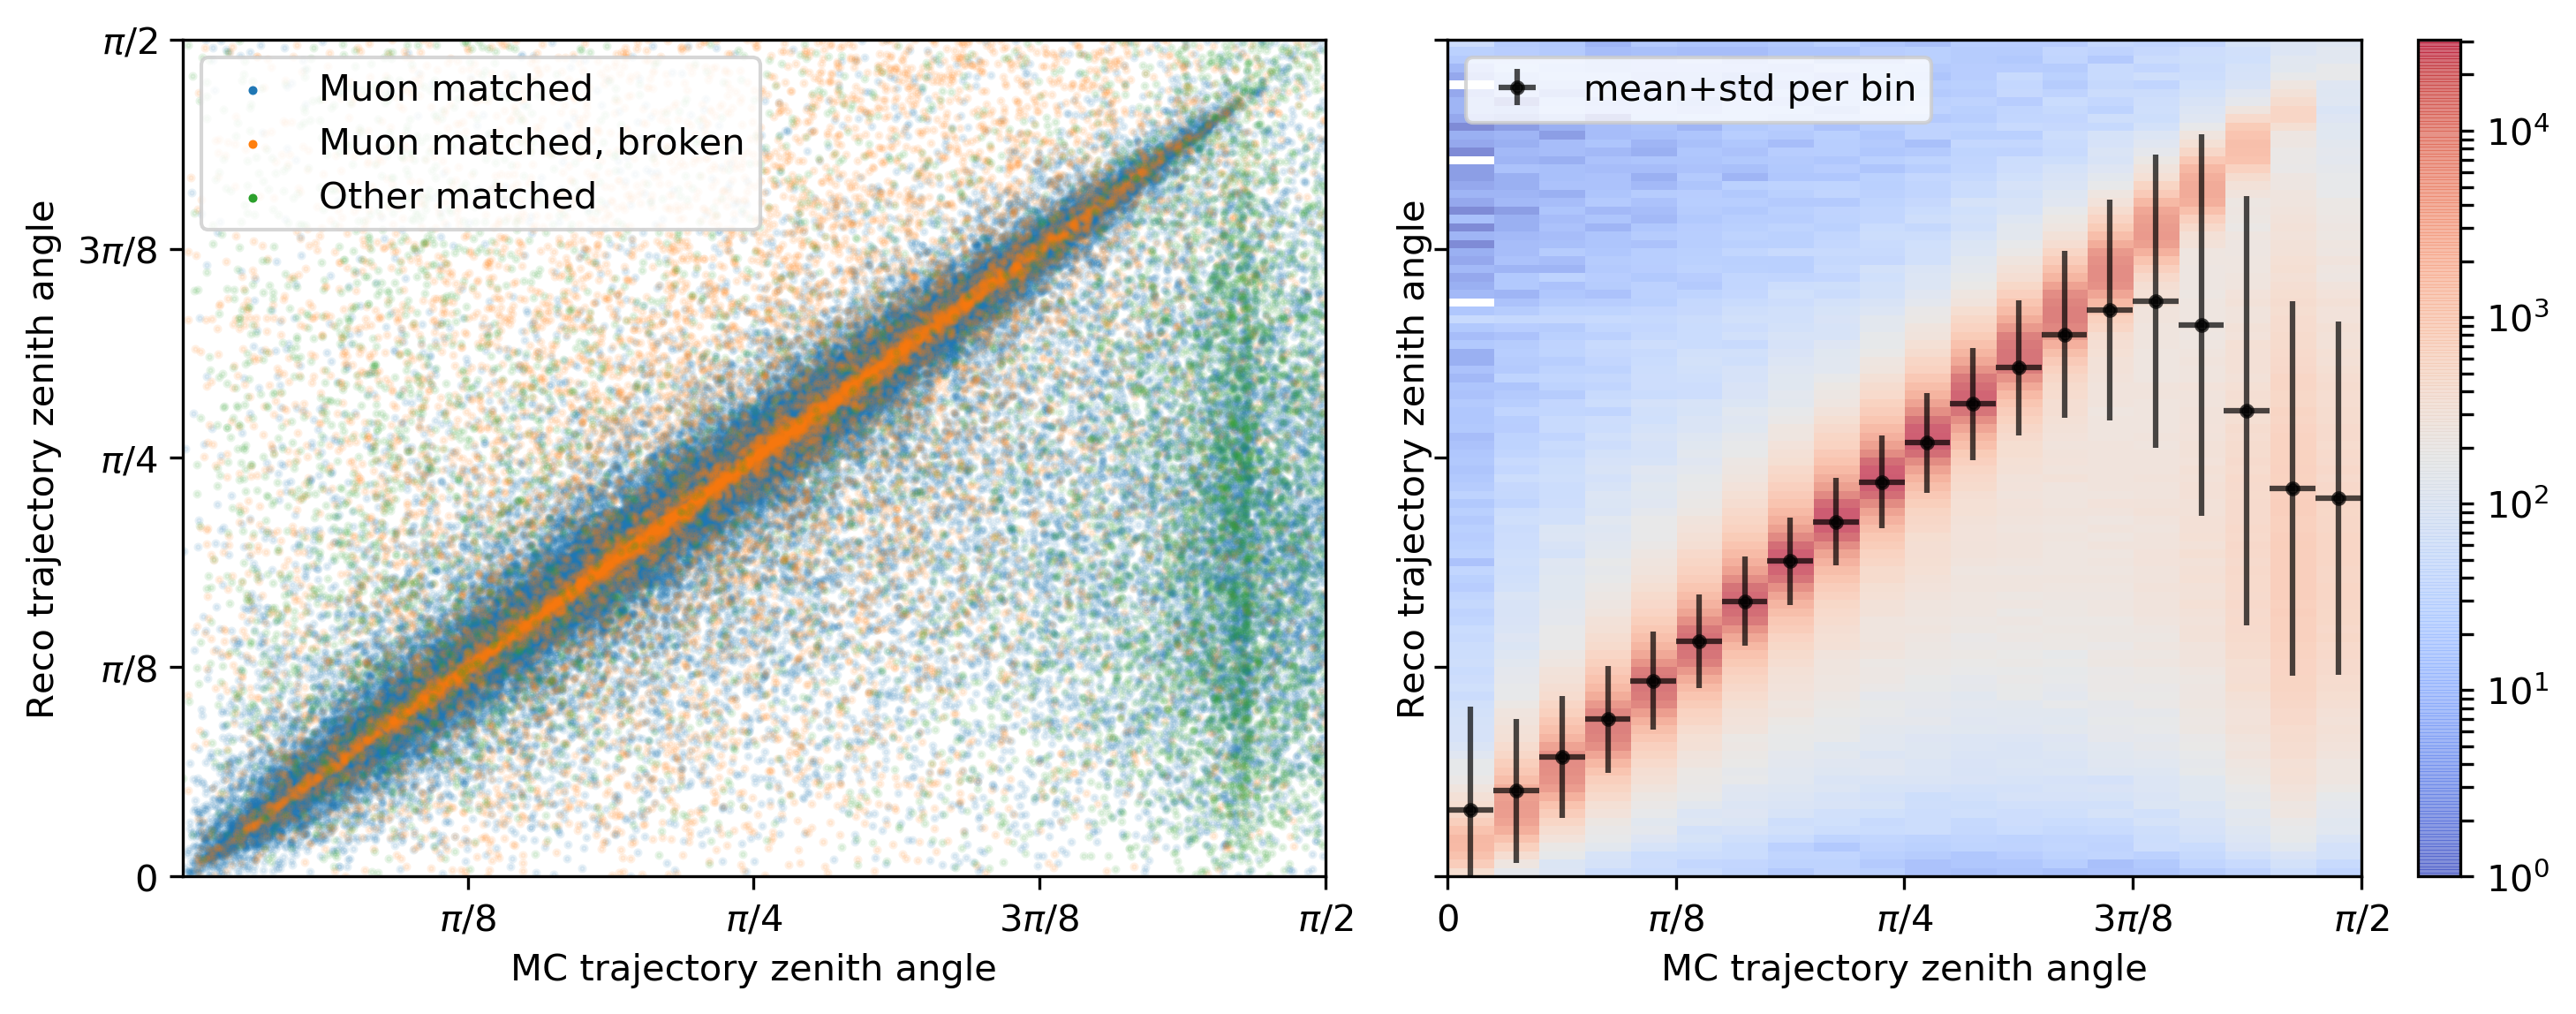 π/2
3π/8
π/4
π/8
0
Reco trajectory zenith angle
Muon matched
Muon matched, broken
Other matched
π/8
π/4
3π/8
π/2
MC trajectory zenith angle
Reco trajectory zenith angle
mean+std per bin
0
π/8
π/4
3π/8
π/2
MC trajectory zenith angle
10⁴
10³
10²
10¹
10⁰